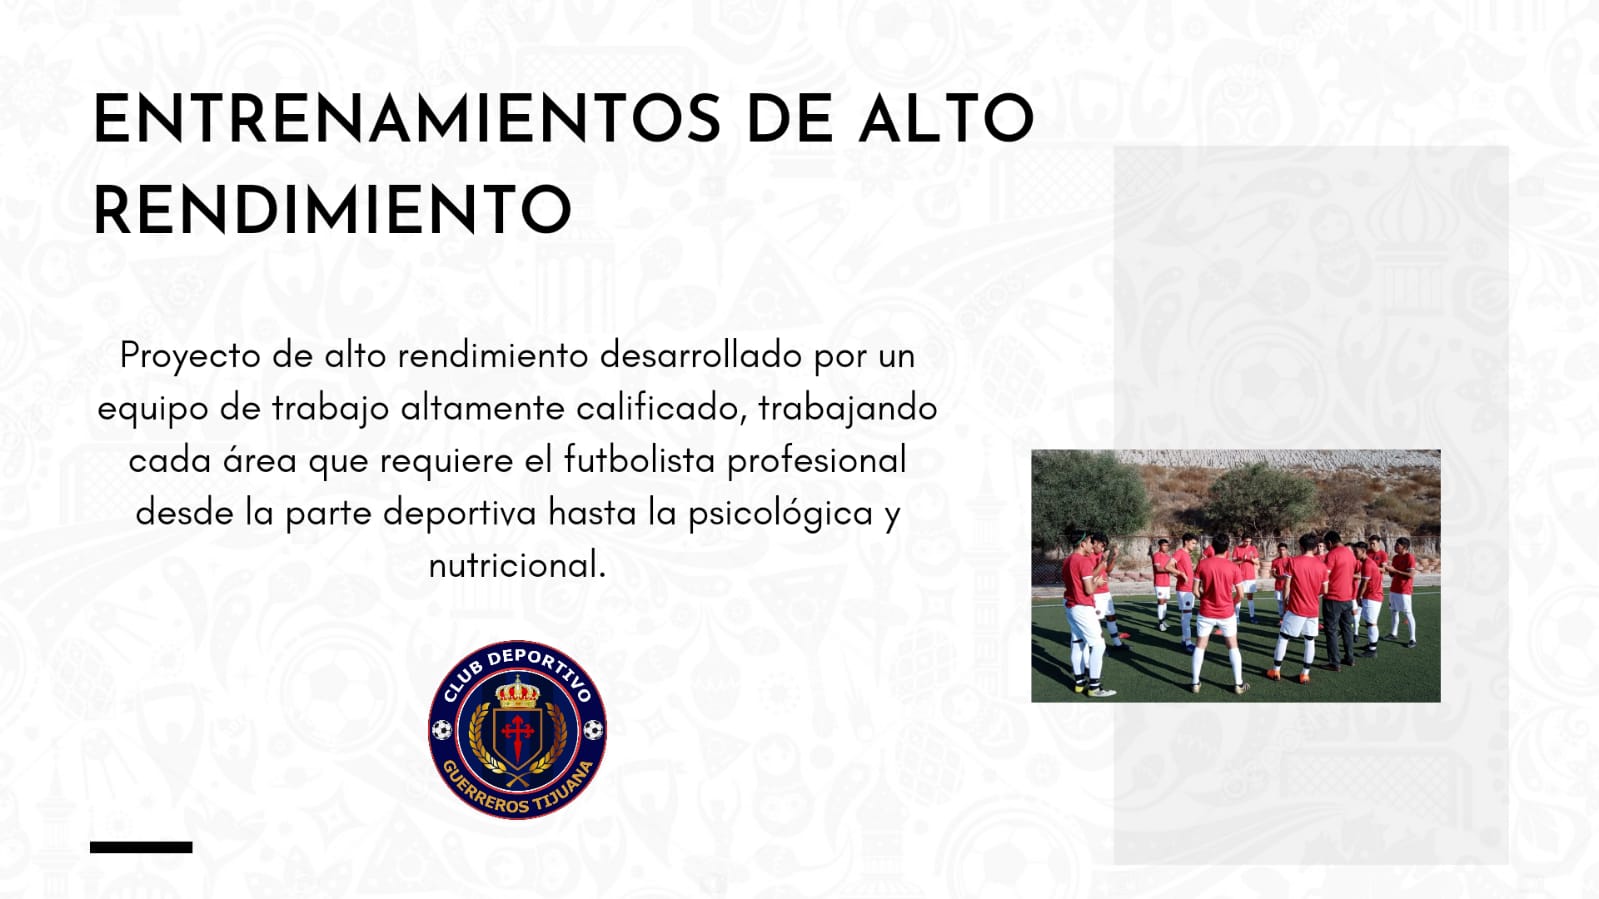 ENTRENAMIENTOS DE ALTO
RENDIMIENTO
Proyecto de alto rendimiento desarrollado por un
equipo de trabajo altamente calificado, trabajando
cada área que requiere el futbolista profesional
desde la parte deportiva hasta la psicológica y
nutricional.
CLUB DEPORTIVO
GUERREROS TIJUANA